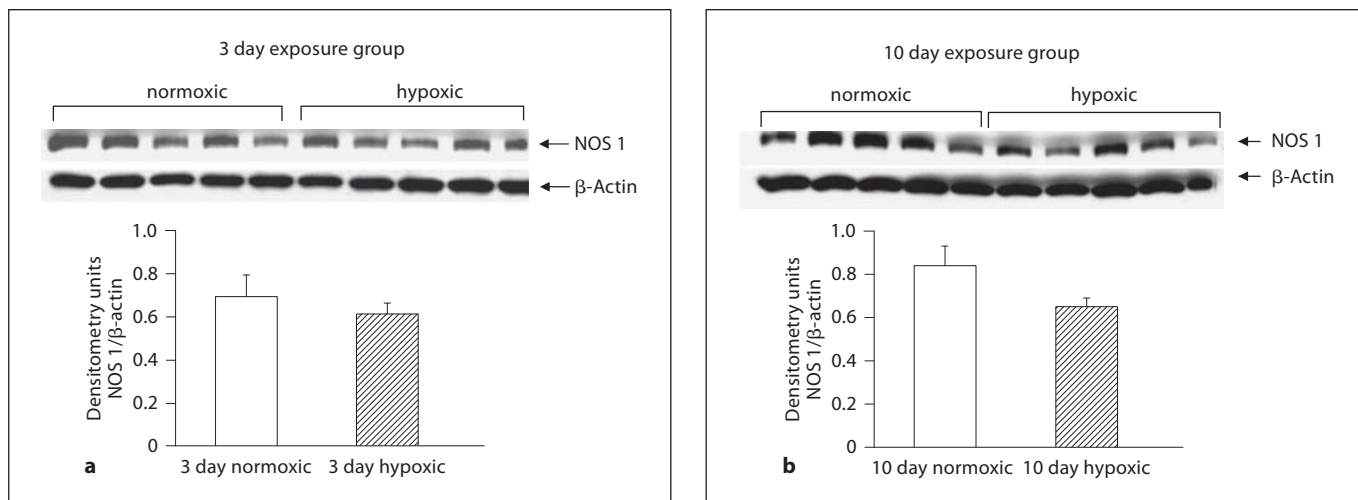 3 day exposure group
normoxic hypoxic
NOS 1
β-Actin
1.0
0.8
0.6
0.4
0.2
0
Densitometry units
NOS 1/β-actin
a
3 day normoxic 3 day hypoxic
10 day exposure group
normoxic hypoxic
NOS 1
β-Actin
1.0
0.8
0.6
0.4
0.2
0
Densitometry units
NOS 1/β-actin
b
10 day normoxic 10 day hypoxic